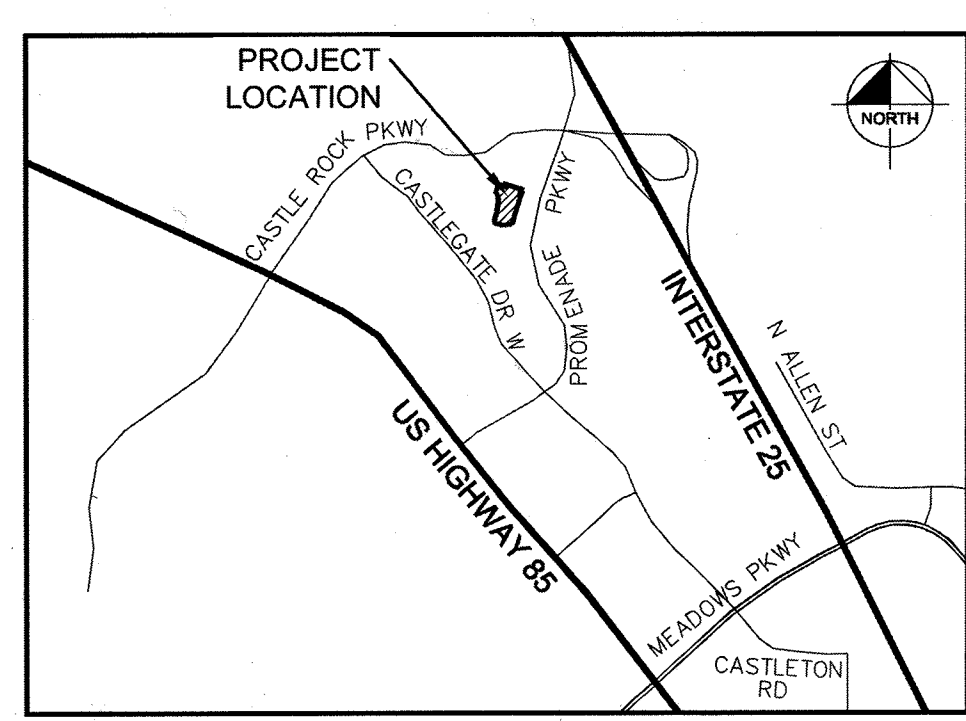 PROJECT
LOCATION
NORTH
CASTLE ROCK PKWY
CASTLEGATE DR W
PROMENADE PKWY
INTERSTATE 25
N ALLEN ST
US HIGHWAY 85
MEADOWS PKWY
CASTLETON
RD